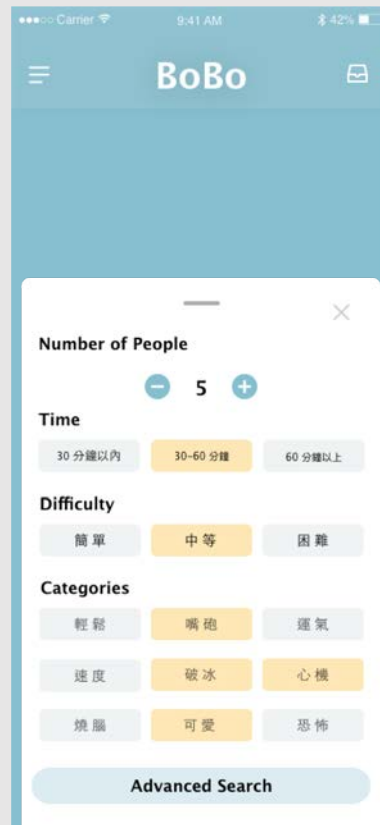 Carrier 9:41 AM 42%
BoBo
Number of People
5
Time
30 分鐘以內 30-60 分鐘 60 分鐘以上
Difficulty
簡單 中等 困難
Categories
輕鬆 嘴砲 運氣
速度 破冰 心機
燒腦 可愛 恐怖
Advanced Search